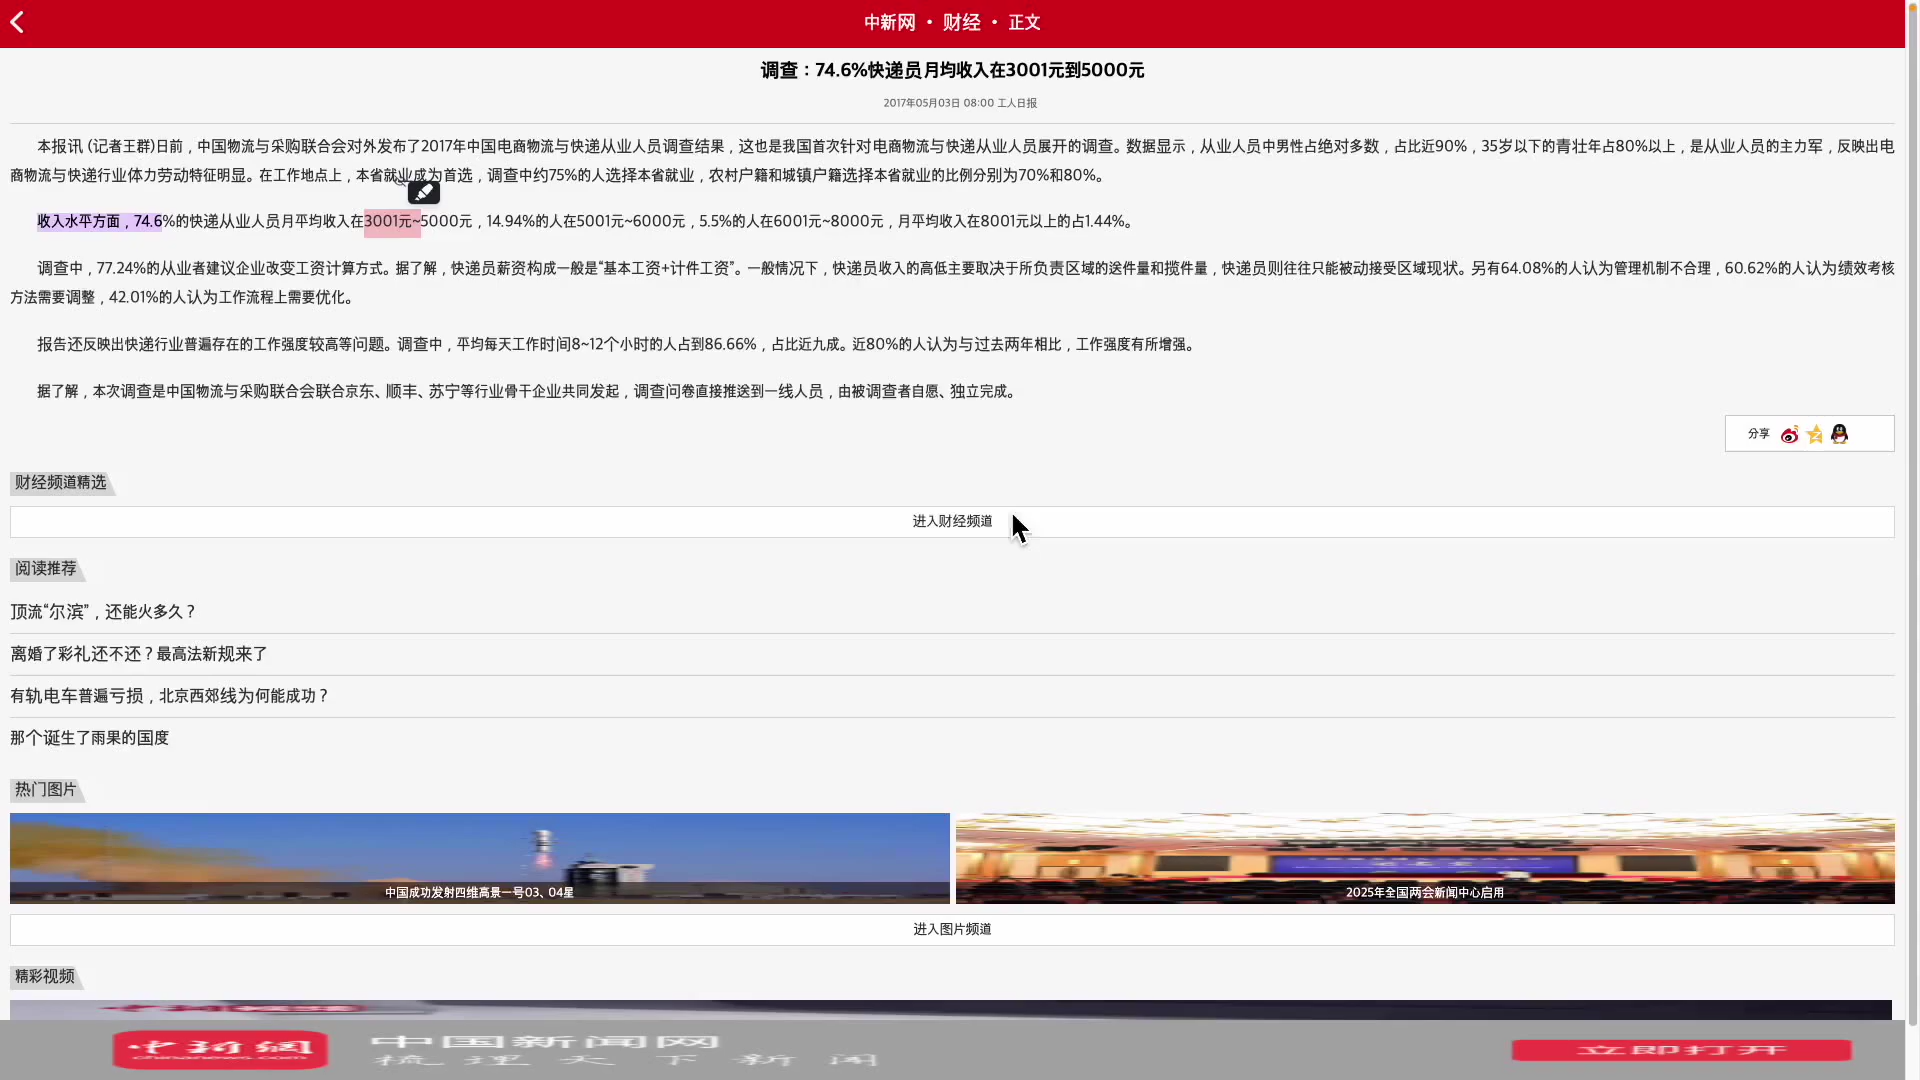 中新网 · 财经 · 正文
调查：74.6%快递员月均收入在3001元到5000元
2017年05月03日 08:00 工人日报
本报讯 (记者王群)日前，中国物流与采购联合会对外发布了2017年中国电商物流与快递从业人员调查结果，这也是我国首次针对电商物流与快递从业人员展开的调查。数据显示，从业人员中男性占绝对多数，占比近90%，35岁以下的青壮年占80%以上，是从业人员的主力军，反映出电
商物流与快递行业体力劳动特征明显。在工作地点上，本省就业成为首选，调查中约75%的人选择本省就业，农村户籍和城镇户籍选择本省就业的比例分别为70%和80%。
收入水平方面，74.6%的快递从业人员月平均收入在3001元~5000元，14.94%的人在5001元~6000元，5.5%的人在6001元~8000元，月平均收入在8001元以上的占1.44%。
调查中，77.24%的从业者建议企业改变工资计算方式。据了解，快递员薪资构成一般是“基本工资+计件工资”。一般情况下，快递员收入的高低主要取决于所负责区域的送件量和揽件量，快递员则往往只能被动接受区域现状。另有64.08%的人认为管理机制不合理，60.62%的人认为绩效考核
方法需要调整，42.01%的人认为工作流程上需要优化。
报告还反映出快递行业普遍存在的工作强度较高等问题。调查中，平均每天工作时间8~12个小时的人占到86.66%，占比近九成。近80%的人认为与过去两年相比，工作强度有所增强。
据了解，本次调查是中国物流与采购联合会联合京东、顺丰、苏宁等行业骨干企业共同发起，调查问卷直接推送到一线人员，由被调查者自愿、独立完成。
分享
财经频道精选
进入财经频道
阅读推荐
顶流“尔滨”，还能火多久？
离婚了彩礼还不还？最高法新规来了
有轨电车普遍亏损，北京西郊线为何能成功？
那个诞生了雨果的国度
热门图片
中国成功发射四维高景一号03、04星
2025年全国两会新闻中心启用
进入图片频道
精彩视频
中新網
chinanews.com
中国新闻网
梳理天下新闻
立即打开